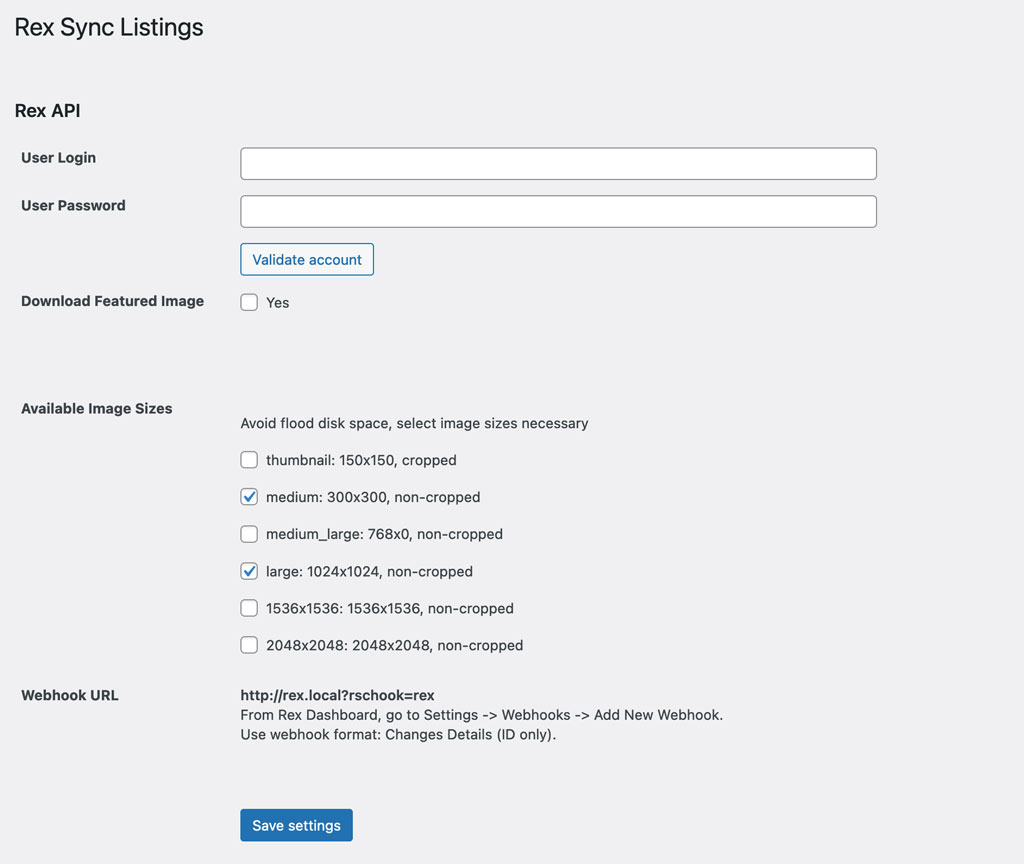 Rex Sync Listings
Rex API
User Login
User Password
Validate account
Download Featured Image
Yes
Available Image Sizes
Avoid flood disk space, select image sizes necessary
thumbnail: 150x150, cropped
medium: 300x300, non-cropped
medium_large: 768x0, non-cropped
large: 1024x1024, non-cropped
1536x1536: 1536x1536, non-cropped
2048x2048: 2048x2048, non-cropped
Webhook URL
http://rex.local?rschook=rex
From Rex Dashboard, go to Settings -> Webhooks -> Add New Webhook.
Use webhook format: Changes Details (ID only).
Save settings